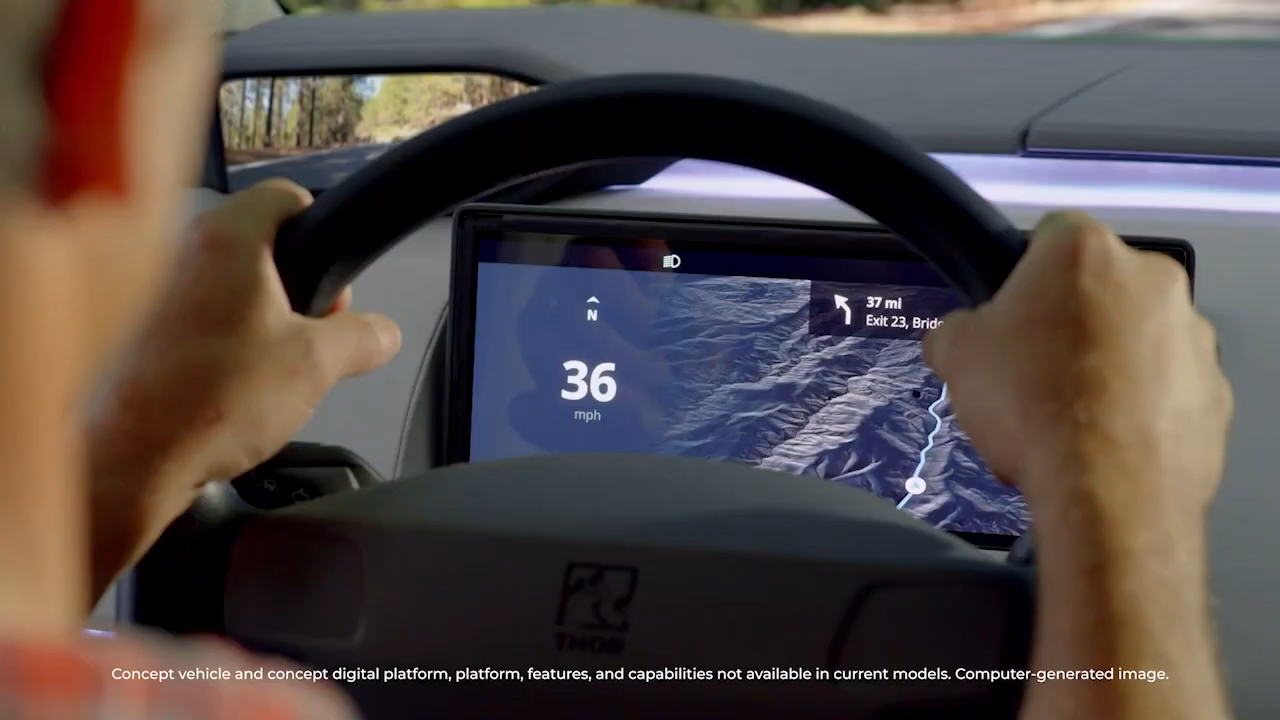 37 mi
Exit 23, Bridg
N
36
mph
THOR
Concept vehicle and concept digital platform, platform, features, and capabilities not available in current models. Computer-generated image.